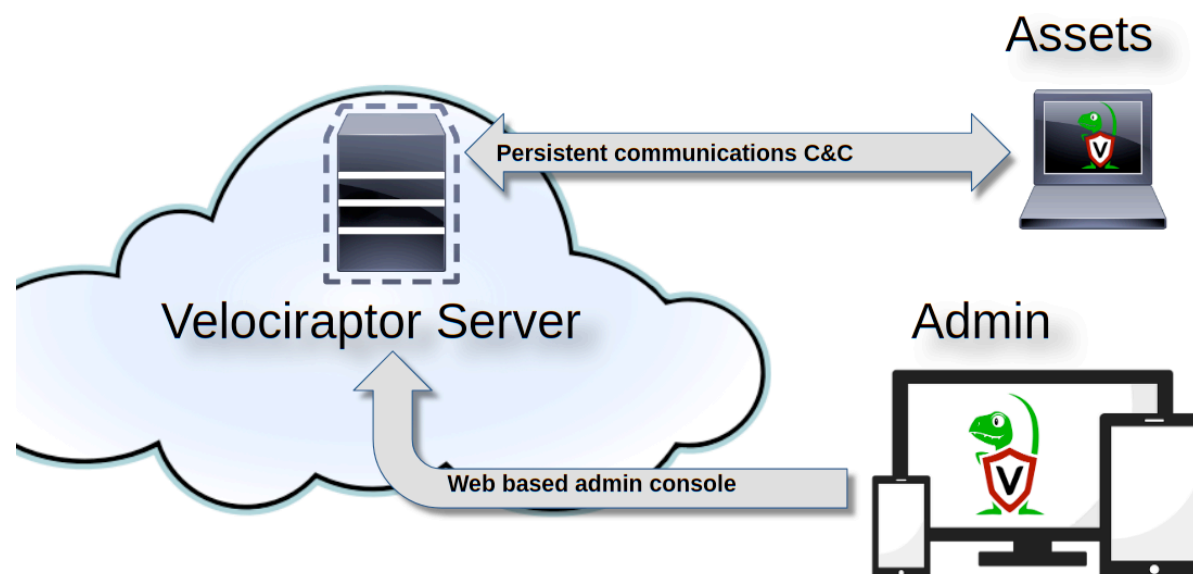 Assets
Persistent communications C&C
V
Velociraptor Server
Admin
Web based admin console
V